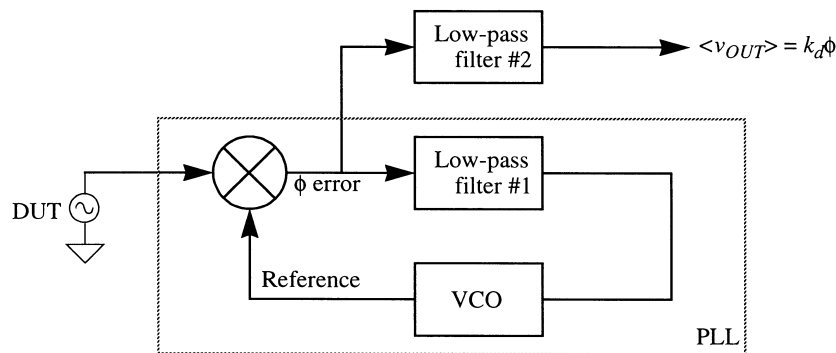 Low-pass
filter #2
<v_OUT> = k_dϕ
Low-pass
filter #1
ϕ error
DUT
Reference
VCO
PLL